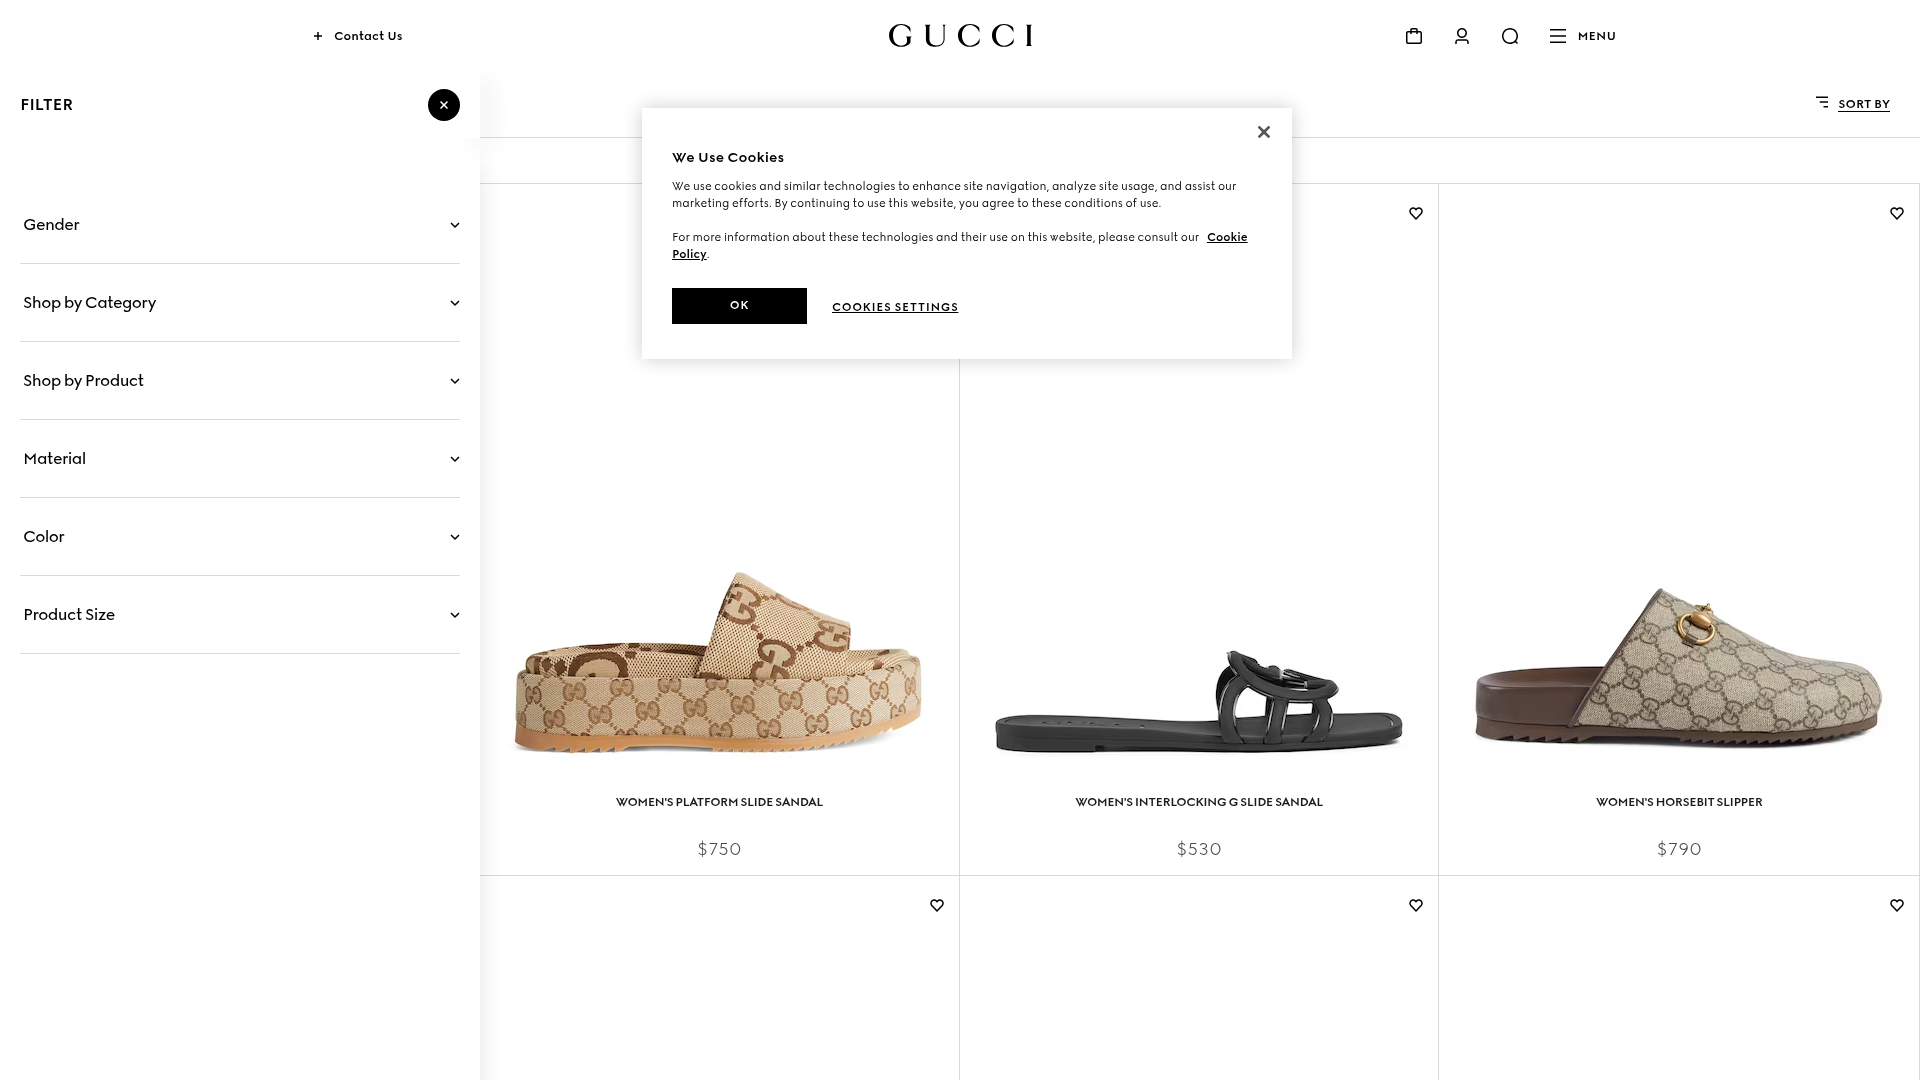 Contact Us
GUCCI
MENU
FILTER
SORT BY
We Use Cookies
We use cookies and similar technologies to enhance site navigation, analyze site usage, and assist our
marketing efforts. By continuing to use this website, you agree to these conditions of use.
For more information about these technologies and their use on this website, please consult our Cookie
Policy.
OK
COOKIES SETTINGS
Gender
Shop by Category
Shop by Product
Material
Color
Product Size
WOMEN'S PLATFORM SLIDE SANDAL
$750
WOMEN'S INTERLOCKING G SLIDE SANDAL
$530
WOMEN'S HORSEBIT SLIPPER
$790